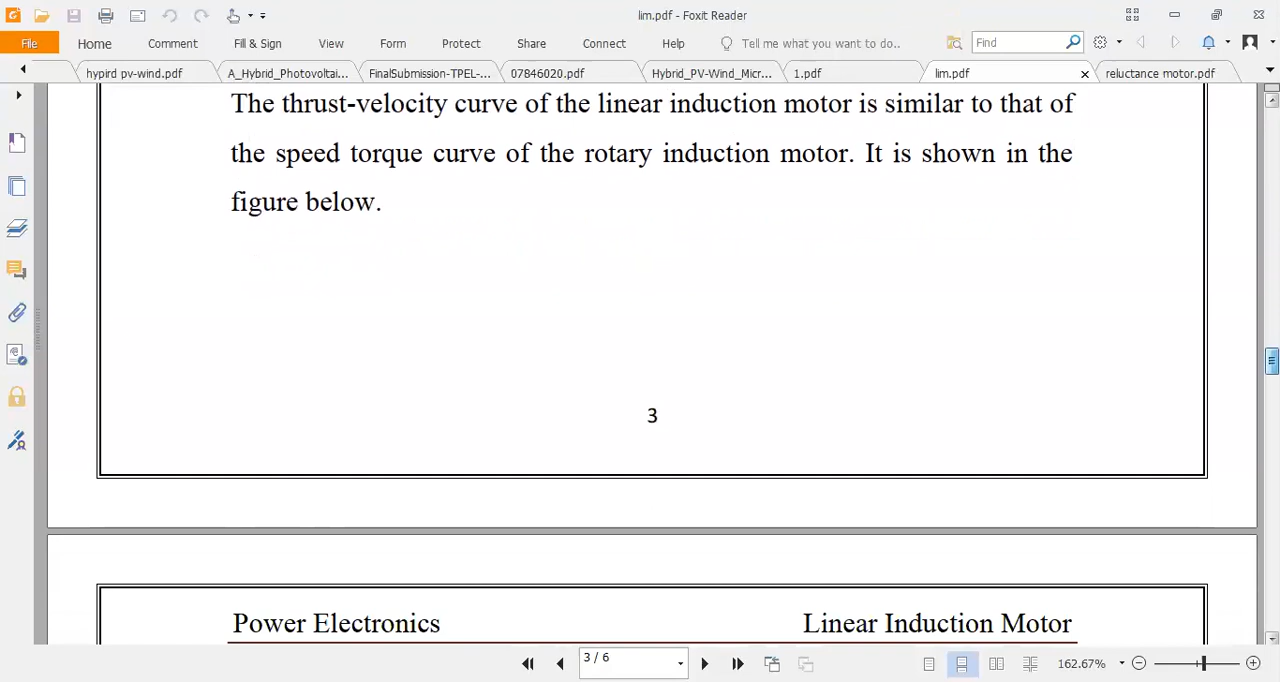 lim.pdf - Foxit Reader
File Home Comment Fill & Sign View Form Protect Share Connect Help Tell me what you want to do.. Find
hypird pv-wind.pdf A_Hybrid_Photovoltai... FinalSubmission-TPEL-... 07846020.pdf Hybrid_PV-Wind_Micr... 1.pdf lim.pdf reluctance motor.pdf
The thrust-velocity curve of the linear induction motor is similar to that of
the speed torque curve of the rotary induction motor. It is shown in the
figure below.
3
Power Electronics Linear Induction Motor
3 / 6 162.67%